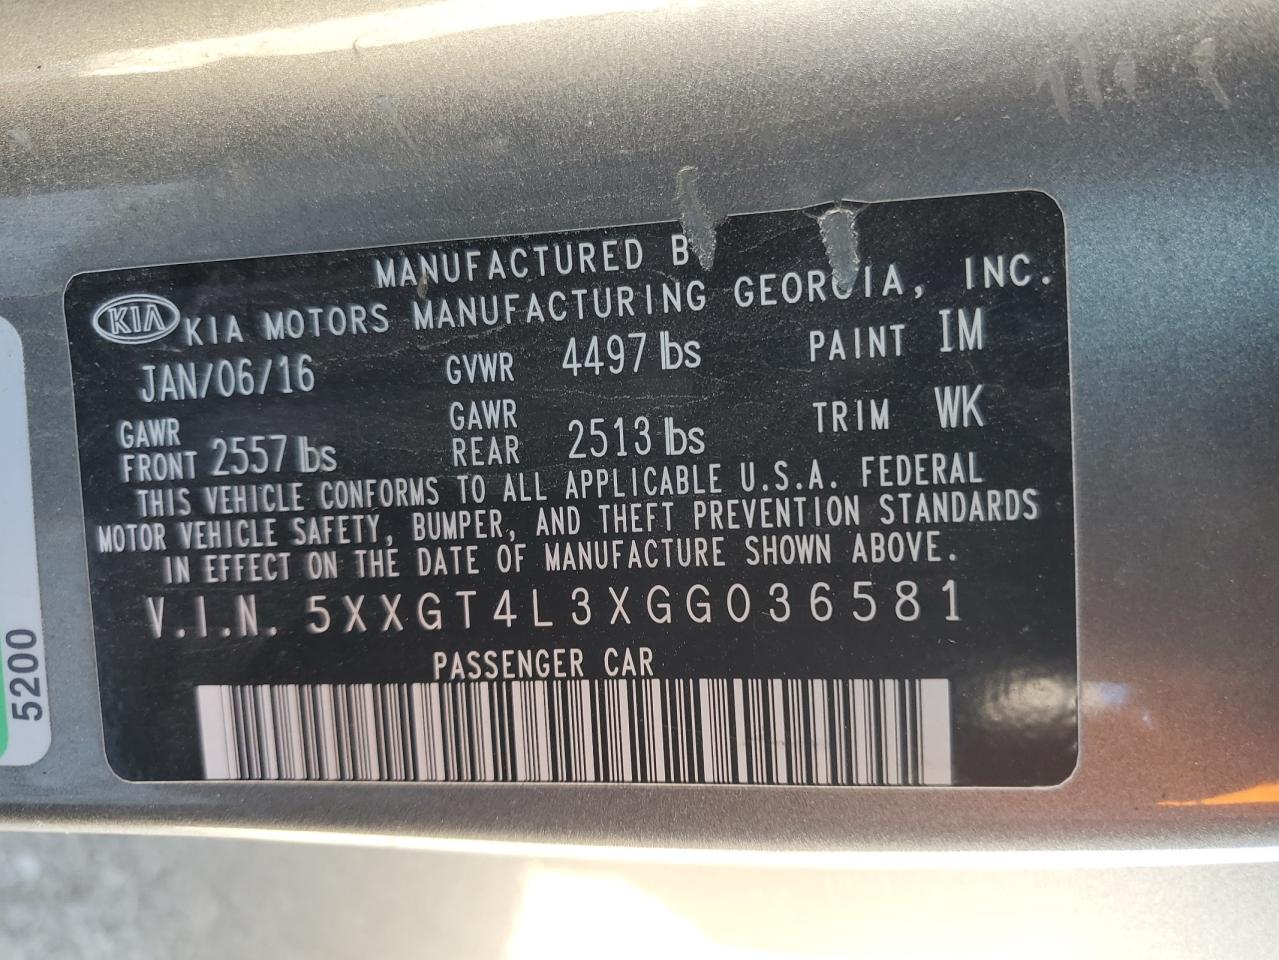 MANUFACTURED BY
KIA KIA MOTORS MANUFACTURING GEORGIA, INC.
JAN/06/16 GVWR 4497 lbs PAINT IM
GAWR FRONT 2557 lbs GAWR REAR 2513 lbs TRIM WK
THIS VEHICLE CONFORMS TO ALL APPLICABLE U.S.A. FEDERAL
MOTOR VEHICLE SAFETY, BUMPER, AND THEFT PREVENTION STANDARDS
IN EFFECT ON THE DATE OF MANUFACTURE SHOWN ABOVE.
V.I.N. 5XXGT4L3XGG036581
PASSENGER CAR
5200